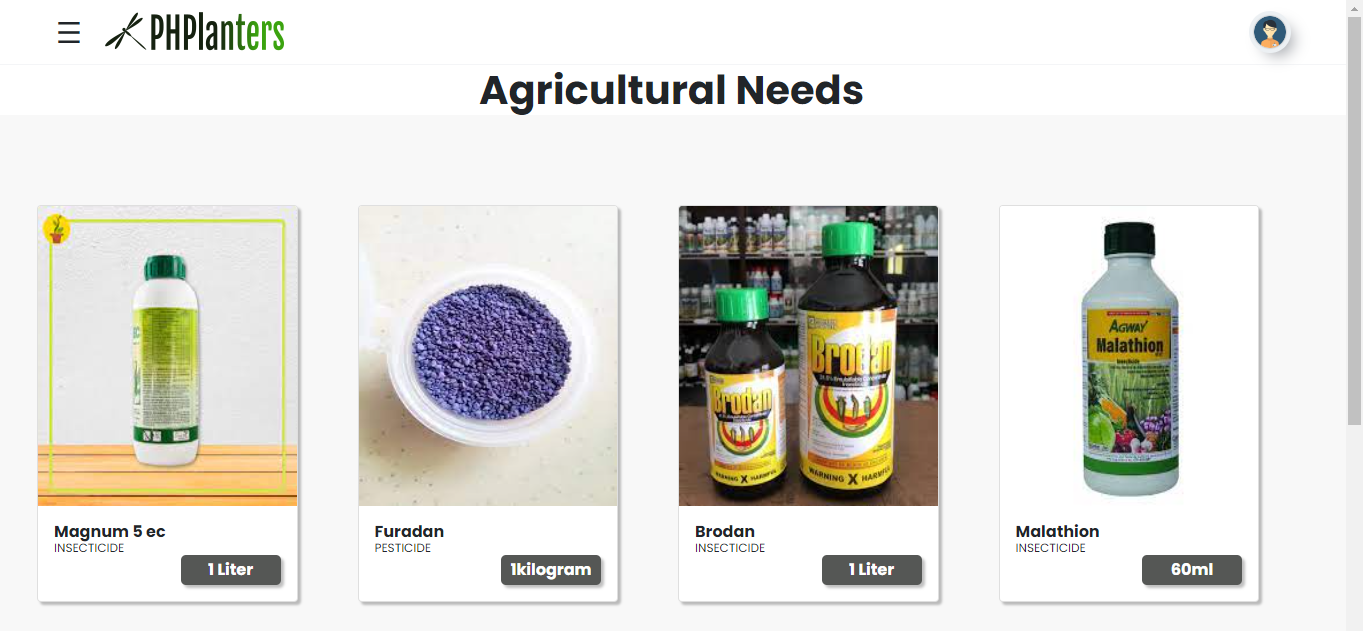 PHPlanters
Agricultural Needs
Brodan
Brodan
WARNING X HARMFUL
WARNING X HARMFUL
AGWAY
Malathion
Insecticide
Magnum 5 ec
INSECTICIDE
1 Liter
Furadan
PESTICIDE
1kilogram
Brodan
INSECTICIDE
1 Liter
Malathion
INSECTICIDE
60ml